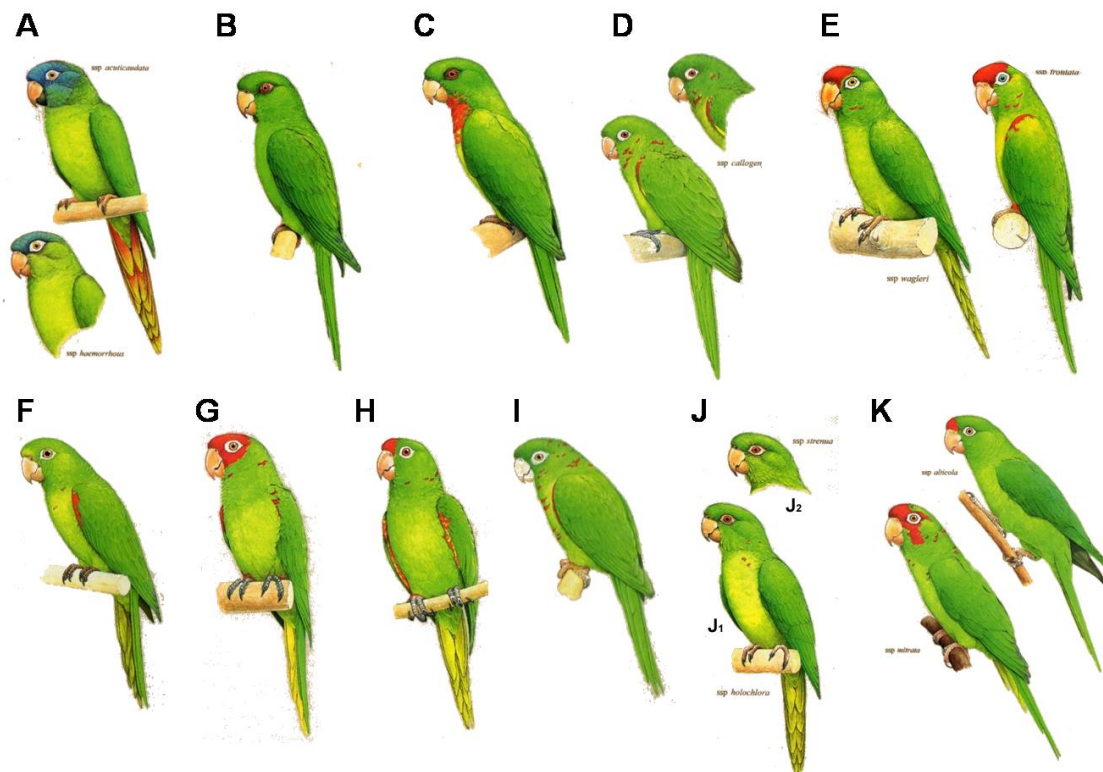 A
B
C
D
E
ssp acuticaudata
ssp frontata
ssp callogen
ssp wagleri
ssp haemorrhous
F
G
H
I
J
K
ssp strenua
J2
ssp alticola
J1
ssp mitrata
ssp holochlora